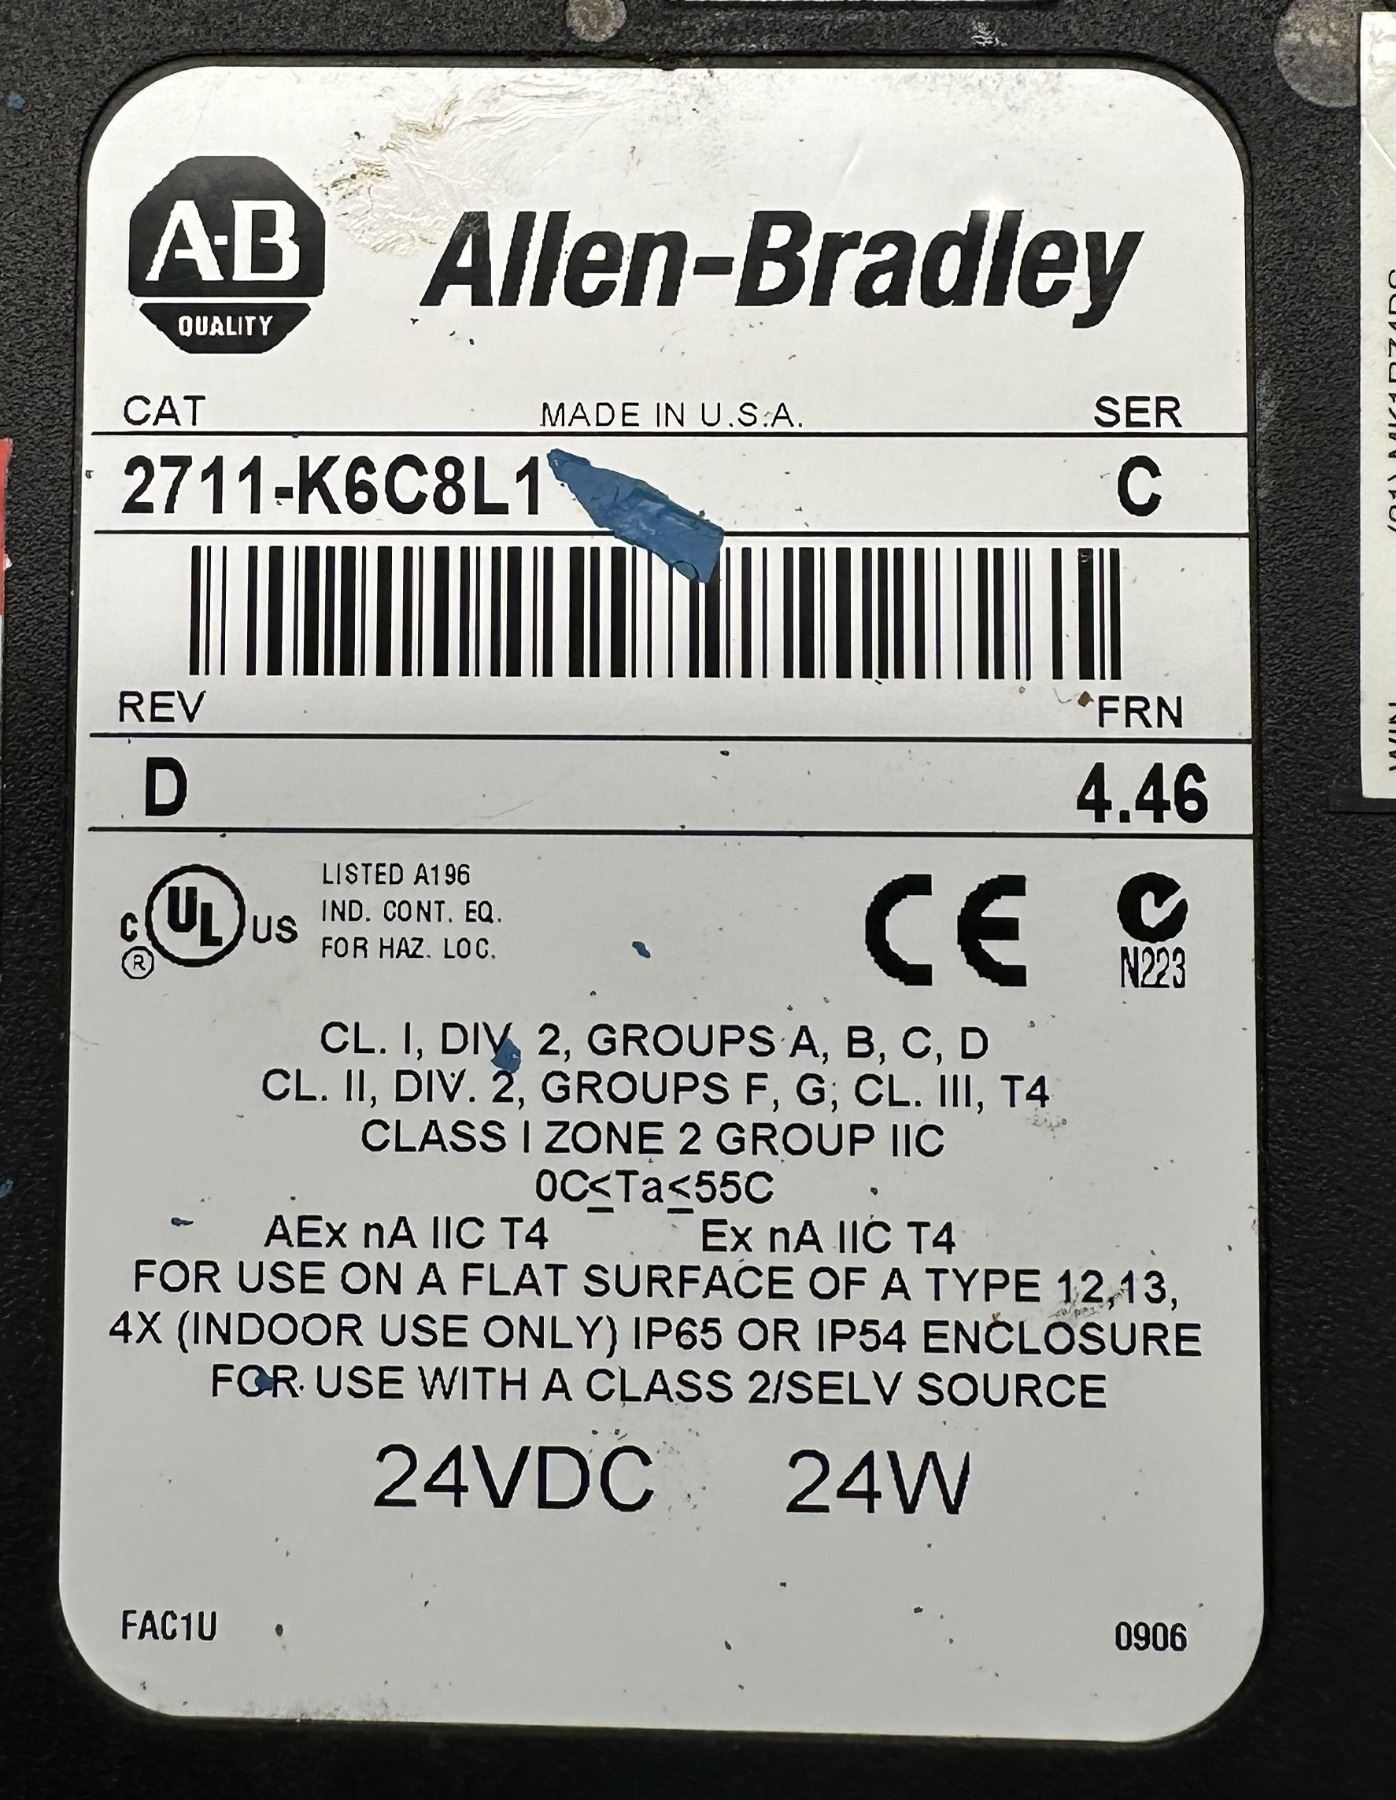 A-B
QUALITY
Allen-Bradley
CAT MADE IN U.S.A. SER
2711-K6C8L1 C
REV FRN
D 4.46
C UL US
®
LISTED A196
IND. CONT. EQ.
FOR HAZ. LOC.
CE
N223
CL. I, DIV. 2, GROUPS A, B, C, D
CL. II, DIV. 2, GROUPS F, G; CL. III, T4
CLASS I ZONE 2 GROUP IIC
0C≤Ta≤55C
AEx nA IIC T4 Ex nA IIC T4
FOR USE ON A FLAT SURFACE OF A TYPE 12,13,
4X (INDOOR USE ONLY) IP65 OR IP54 ENCLOSURE
FOR USE WITH A CLASS 2/SELV SOURCE
24VDC 24W
FAC1U 0906